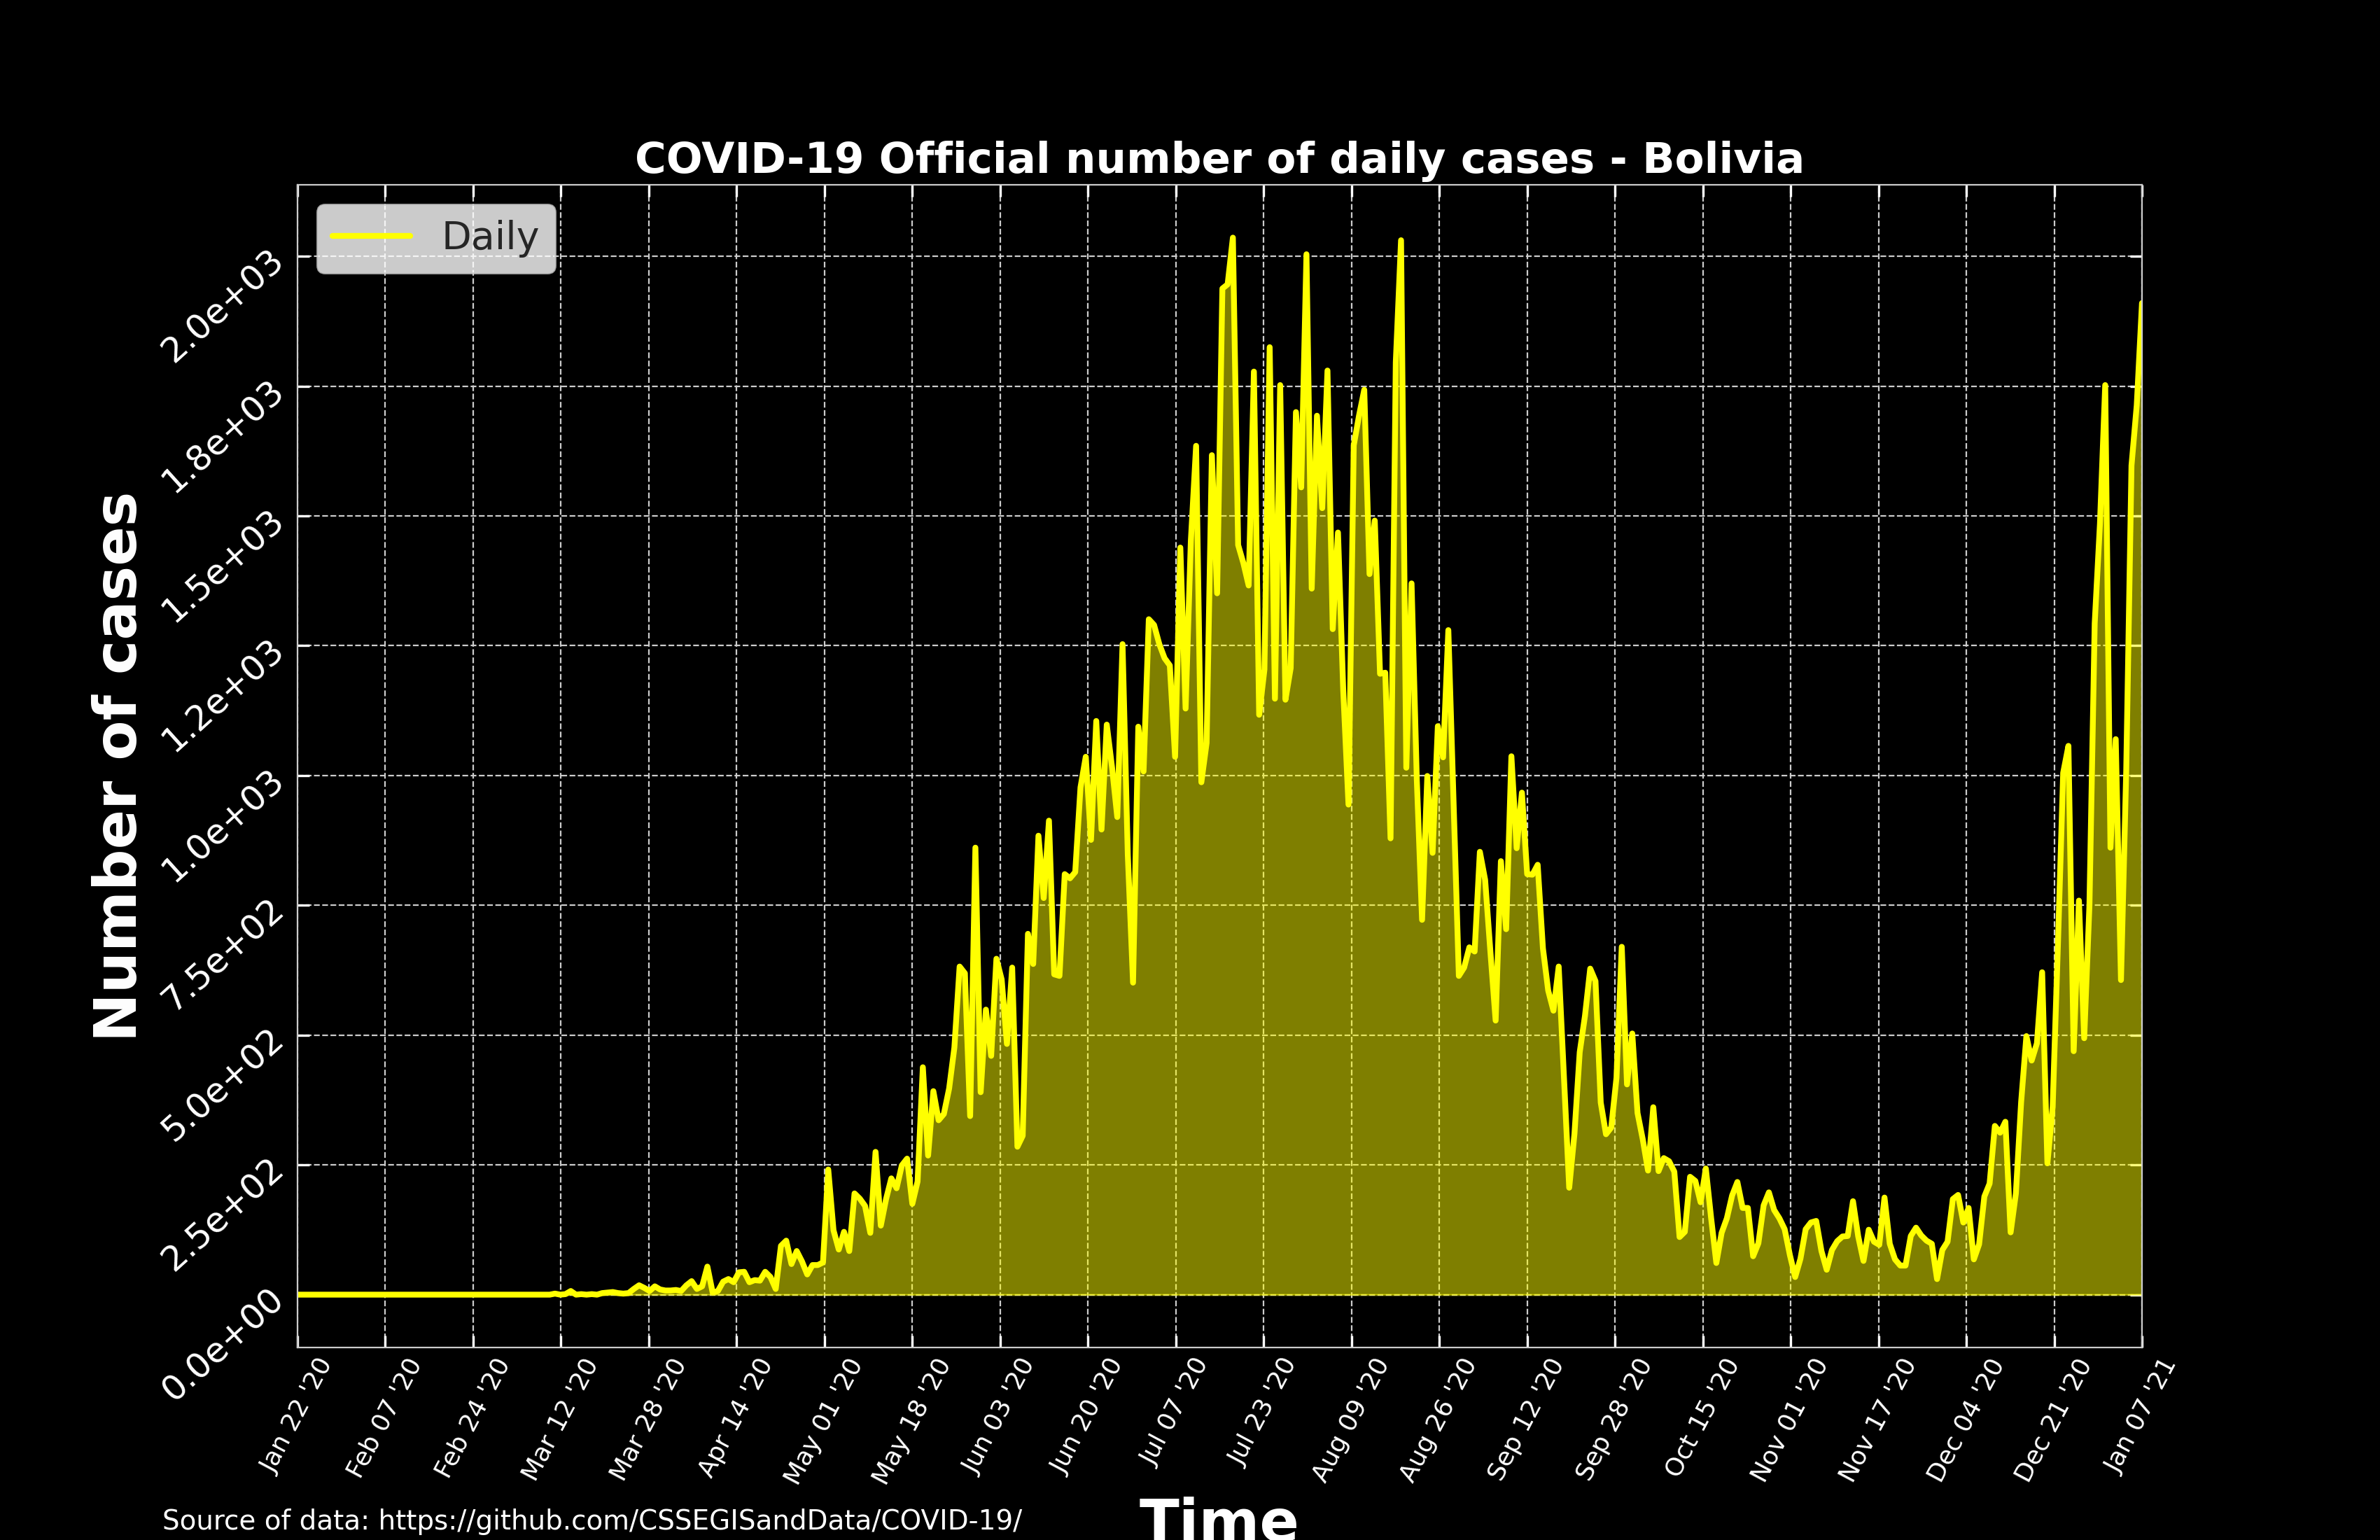 COVID-19 Official number of daily cases - Bolivia
Daily
Number of cases
2.0e+03
1.8e+03
1.5e+03
1.2e+03
1.0e+03
7.5e+02
5.0e+02
2.5e+02
0.0e+00
Jan 22 '20
Feb 07 '20
Feb 24 '20
Mar 12 '20
Mar 28 '20
Apr 14 '20
May 01 '20
May 18 '20
Jun 03 '20
Jun 20 '20
Jul 07 '20
Jul 23 '20
Aug 09 '20
Aug 26 '20
Sep 12 '20
Sep 28 '20
Oct 15 '20
Nov 01 '20
Nov 17 '20
Dec 04 '20
Dec 21 '20
Jan 07 '21
Time
Source of data: https://github.com/CSSEGISandData/COVID-19/